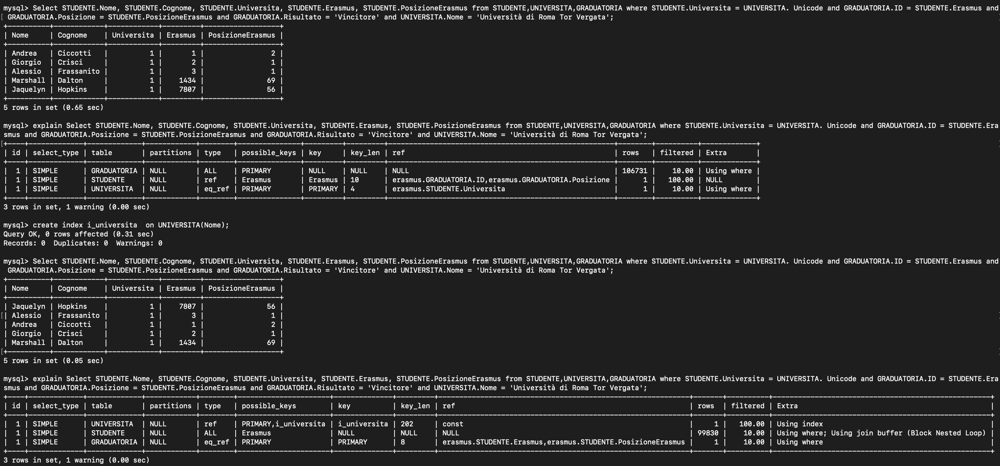 mysql> Select STUDENTE.Nome, STUDENTE.Cognome, STUDENTE.Universita, STUDENTE.Erasmus, STUDENTE.PosizioneErasmus from STUDENTE,UNIVERSITA,GRADUATORIA where STUDENTE.Universita = UNIVERSITA. Unicode and GRADUATORIA.ID = STUDENTE.Erasmus and
[ GRADUATORIA.Posizione = STUDENTE.PosizioneErasmus and GRADUATORIA.Risultato = 'Vincitore' and UNIVERSITA.Nome = 'Università di Roma Tor Vergata';
+----------+------------+------------+---------+------------------+
| Nome     | Cognome    | Universita | Erasmus | PosizioneErasmus |
+----------+------------+------------+---------+------------------+
| Andrea   | Ciccotti   |          1 |       1 |                2 |
| Giorgio  | Crisci     |          1 |       2 |                1 |
| Alessio  | Frassanito |          1 |       3 |                1 |
| Marshall | Dalton     |          1 |    1434 |               69 |
| Jaquelyn | Hopkins    |          1 |    7807 |               56 |
+----------+------------+------------+---------+------------------+
5 rows in set (0.65 sec)
mysql> explain Select STUDENTE.Nome, STUDENTE.Cognome, STUDENTE.Universita, STUDENTE.Erasmus, STUDENTE.PosizioneErasmus from STUDENTE,UNIVERSITA,GRADUATORIA where STUDENTE.Universita = UNIVERSITA. Unicode and GRADUATORIA.ID = STUDENTE.Era
smus and GRADUATORIA.Posizione = STUDENTE.PosizioneErasmus and GRADUATORIA.Risultato = 'Vincitore' and UNIVERSITA.Nome = 'Università di Roma Tor Vergata';
[+----+-------------+-------------+------------+--------+---------------+---------+---------+------------------------------------------------------+--------+----------+-------------+
| id | select_type | table       | partitions | type   | possible_keys | key     | key_len | ref                                                  | rows   | filtered | Extra       |
+----+-------------+-------------+------------+--------+---------------+---------+---------+------------------------------------------------------+--------+----------+-------------+
|  1 | SIMPLE      | GRADUATORIA | NULL       | ALL    | PRIMARY       | NULL    | NULL    | NULL                                                 | 106731 |    10.00 | Using where |
|  1 | SIMPLE      | STUDENTE    | NULL       | ref    | Erasmus       | Erasmus | 10      | erasmus.GRADUATORIA.ID,erasmus.GRADUATORIA.Posizione |      1 |   100.00 | NULL        |
|  1 | SIMPLE      | UNIVERSITA  | NULL       | eq_ref | PRIMARY       | PRIMARY | 4       | erasmus.STUDENTE.Universita                          |      1 |    10.00 | Using where |
+----+-------------+-------------+------------+--------+---------------+---------+---------+------------------------------------------------------+--------+----------+-------------+
3 rows in set, 1 warning (0.00 sec)
mysql> create index i_universita  on UNIVERSITA(Nome);
Query OK, 0 rows affected (0.31 sec)
Records: 0  Duplicates: 0  Warnings: 0
mysql> Select STUDENTE.Nome, STUDENTE.Cognome, STUDENTE.Universita, STUDENTE.Erasmus, STUDENTE.PosizioneErasmus from STUDENTE,UNIVERSITA,GRADUATORIA where STUDENTE.Universita = UNIVERSITA. Unicode and GRADUATORIA.ID = STUDENTE.Erasmus and
 GRADUATORIA.Posizione = STUDENTE.PosizioneErasmus and GRADUATORIA.Risultato = 'Vincitore' and UNIVERSITA.Nome = 'Università di Roma Tor Vergata';
+----------+------------+------------+---------+------------------+
| Nome     | Cognome    | Universita | Erasmus | PosizioneErasmus |
+----------+------------+------------+---------+------------------+
| Jaquelyn | Hopkins    |          1 |    7807 |               56 |
[| Alessio  | Frassanito |          1 |       3 |                1 |
| Andrea   | Ciccotti   |          1 |       1 |                2 |
| Giorgio  | Crisci     |          1 |       2 |                1 |
| Marshall | Dalton     |          1 |    1434 |               69 |
[+----------+------------+------------+---------+------------------+
5 rows in set (0.05 sec)
mysql> explain Select STUDENTE.Nome, STUDENTE.Cognome, STUDENTE.Universita, STUDENTE.Erasmus, STUDENTE.PosizioneErasmus from STUDENTE,UNIVERSITA,GRADUATORIA where STUDENTE.Universita = UNIVERSITA. Unicode and GRADUATORIA.ID = STUDENTE.Era
smus and GRADUATORIA.Posizione = STUDENTE.PosizioneErasmus and GRADUATORIA.Risultato = 'Vincitore' and UNIVERSITA.Nome = 'Università di Roma Tor Vergata';
+----+-------------+-------------+------------+--------+----------------------+--------------+---------+------------------------------------------------------------+-------+----------+----------------------------------------------------+
| id | select_type | table       | partitions | type   | possible_keys        | key          | key_len | ref                                                        | rows  | filtered | Extra                                              |
+----+-------------+-------------+------------+--------+----------------------+--------------+---------+------------------------------------------------------------+-------+----------+----------------------------------------------------+
|  1 | SIMPLE      | UNIVERSITA  | NULL       | ref    | PRIMARY,i_universita | i_universita | 202     | const                                                      |     1 |   100.00 | Using index                                        |
|  1 | SIMPLE      | STUDENTE    | NULL       | ALL    | Erasmus              | NULL         | NULL    | NULL                                                       | 99830 |    10.00 | Using where; Using join buffer (Block Nested Loop) |
|  1 | SIMPLE      | GRADUATORIA | NULL       | eq_ref | PRIMARY              | PRIMARY      | 8       | erasmus.STUDENTE.Erasmus,erasmus.STUDENTE.PosizioneErasmus |     1 |    10.00 | Using where                                        |
+----+-------------+-------------+------------+--------+----------------------+--------------+---------+------------------------------------------------------------+-------+----------+----------------------------------------------------+
3 rows in set, 1 warning (0.00 sec)